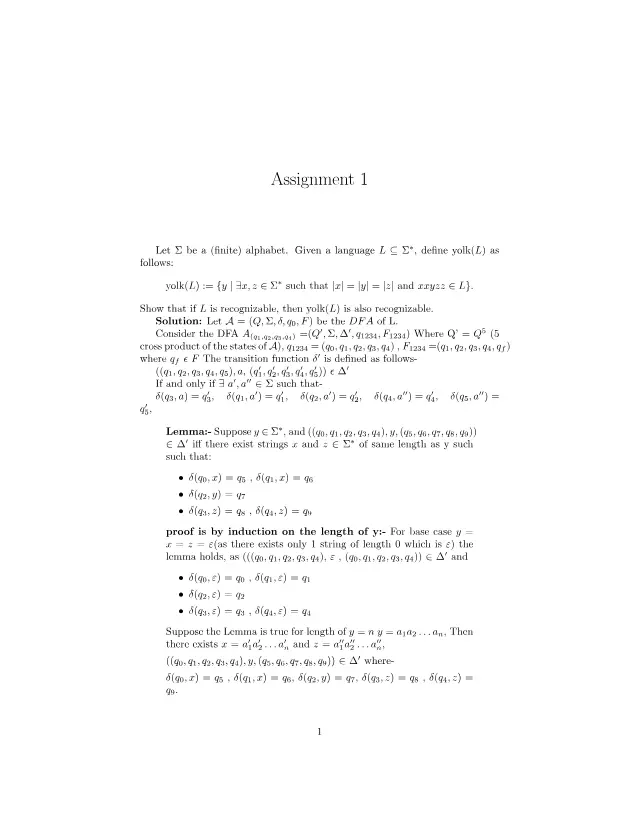 Assignment 1
Let Σ be a (finite) alphabet. Given a language L ⊆ Σ*, define yolk(L) as
follows:
yolk(L) := {y | ∃x, z ∈ Σ* such that |x| = |y| = |z| and xxyzz ∈ L}.
Show that if L is recognizable, then yolk(L) is also recognizable.
Solution: Let 𝒜 = (Q, Σ, δ, q₀, F) be the DFA of L.
Consider the DFA A₍q₁,q₂,q₃,q₄₎ =(Q′, Σ, Δ′, q₁₂₃₄, F₁₂₃₄) Where Q' = Q⁵ (5
cross product of the states of 𝒜), q₁₂₃₄ = (q₀, q₁, q₂, q₃, q₄) , F₁₂₃₄ =(q₁, q₂, q₃, q₄, q_f)
where q_f ϵ F The transition function δ′ is defined as follows-
((q₁, q₂, q₃, q₄, q₅), a, (q′₁, q′₂, q′₃, q′₄, q′₅)) ϵ Δ′
If and only if ∃ a′, a′′ ∈ Σ such that-
δ(q₃, a) = q′₃, δ(q₁, a′) = q′₁, δ(q₂, a′) = q′₂, δ(q₄, a′′) = q′₄, δ(q₅, a′′) =
q′₅,
Lemma:- Suppose y ∈ Σ*, and ((q₀, q₁, q₂, q₃, q₄), y, (q₅, q₆, q₇, q₈, q₉))
∈ Δ′ iff there exist strings x and z ∈ Σ* of same length as y such
such that:
• δ(q₀, x) = q₅ , δ(q₁, x) = q₆
• δ(q₂, y) = q₇
• δ(q₃, z) = q₈ , δ(q₄, z) = q₉
proof is by induction on the length of y:- For base case y =
x = z = ε(as there exists only 1 string of length 0 which is ε) the
lemma holds, as (((q₀, q₁, q₂, q₃, q₄), ε , (q₀, q₁, q₂, q₃, q₄)) ∈ Δ′ and
• δ(q₀, ε) = q₀ , δ(q₁, ε) = q₁
• δ(q₂, ε) = q₂
• δ(q₃, ε) = q₃ , δ(q₄, ε) = q₄
Suppose the Lemma is true for length of y = n y = a₁a₂ . . . aₙ, Then
there exists x = a′₁a′₂ . . . a′ₙ and z = a′′₁a′′₂ . . . a′′ₙ,
((q₀, q₁, q₂, q₃, q₄), y, (q₅, q₆, q₇, q₈, q₉)) ∈ Δ′ where-
δ(q₀, x) = q₅ , δ(q₁, x) = q₆, δ(q₂, y) = q₇, δ(q₃, z) = q₈ , δ(q₄, z) =
q₉.
1